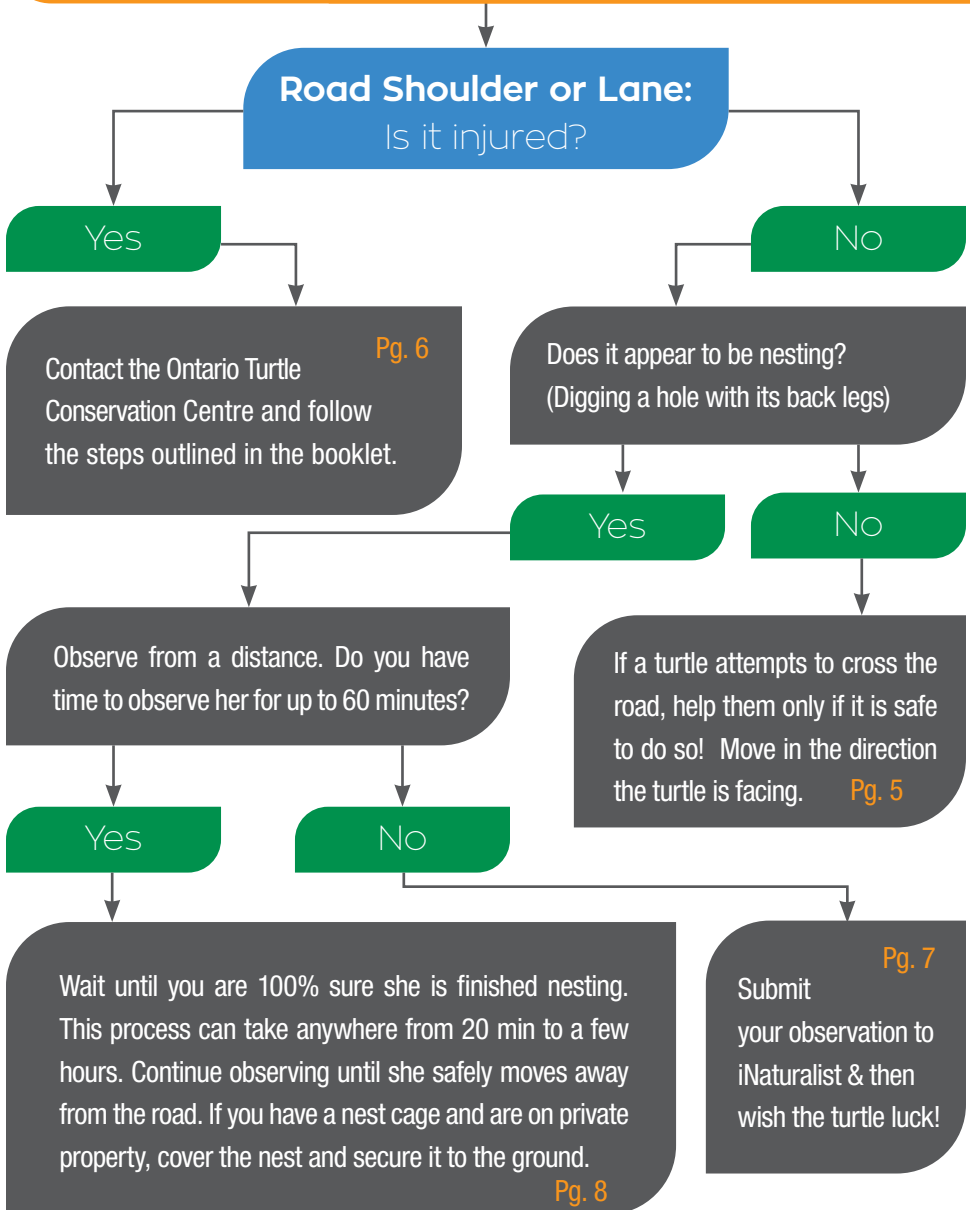 Road Shoulder or Lane:
Is it injured?
Yes
No
Pg. 6
Contact the Ontario Turtle
Conservation Centre and follow
the steps outlined in the booklet.
Does it appear to be nesting?
(Digging a hole with its back legs)
Yes
No
Observe from a distance. Do you have
time to observe her for up to 60 minutes?
If a turtle attempts to cross the
road, help them only if it is safe
to do so! Move in the direction
the turtle is facing. Pg. 5
Yes
No
Wait until you are 100% sure she is finished nesting.
This process can take anywhere from 20 min to a few
hours. Continue observing until she safely moves away
from the road. If you have a nest cage and are on private
property, cover the nest and secure it to the ground.
Pg. 8
Pg. 7
Submit
your observation to
iNaturalist & then
wish the turtle luck!